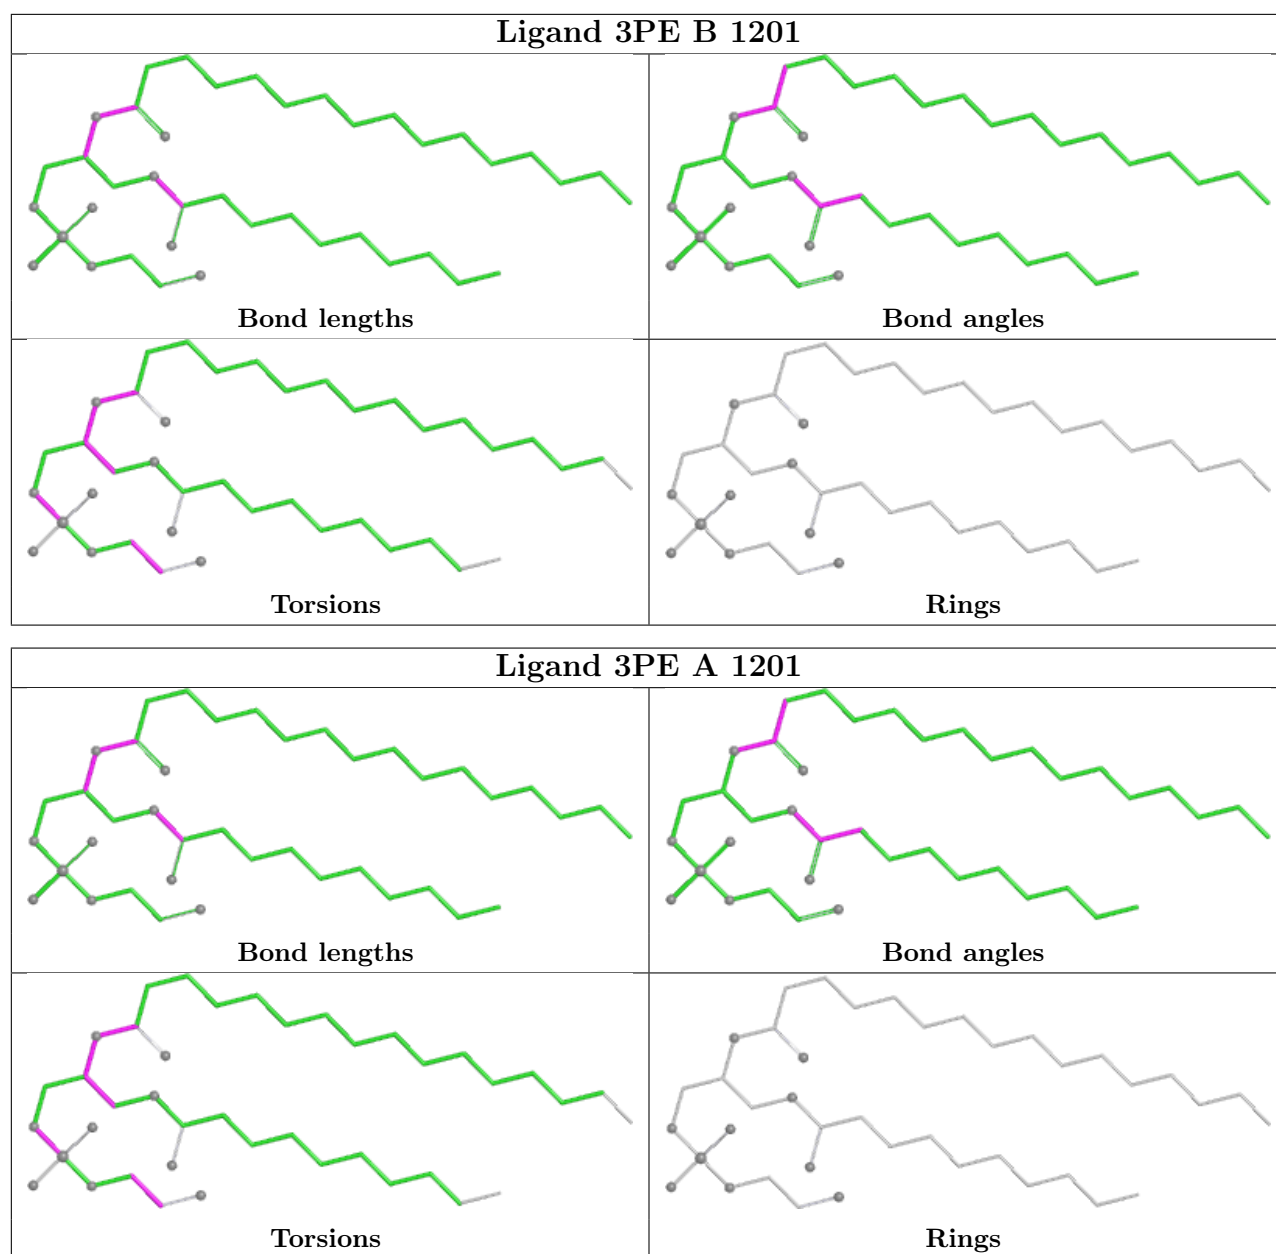 Ligand 3PE B 1201
Bond lengths
Bond angles
Torsions
Rings
Ligand 3PE A 1201
Bond lengths
Bond angles
Torsions
Rings